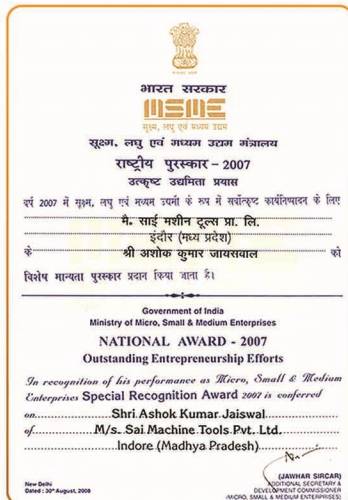 भारत सरकार
MSME
सूक्ष्म, लघु एवं मध्यम उद्यम
सूक्ष्म, लघु एवं मध्यम उद्यम मंत्रालय
राष्ट्रीय पुरस्कार - 2007
उत्कृष्ट उद्यमिता प्रयास
वर्ष 2007 में सूक्ष्म, लघु एवं मध्यम उद्यमी के रूप में सर्वोत्कृष्ट कार्यनिष्पादन के लिए
मै. साई मशीन टूल्स प्रा. लि.
इंदौर (मध्य प्रदेश)
के श्री अशोक कुमार जायसवाल को
विशेष मान्यता पुरस्कार प्रदान किया जाता है।
Government of India
Ministry of Micro, Small & Medium Enterprises
NATIONAL AWARD - 2007
Outstanding Entrepreneurship Efforts
In recognition of his performance as Micro, Small & Medium
Enterprises Special Recognition Award 2007 is conferred
on Shri Ashok Kumar Jaiswal
of M/s. Sai Machine Tools Pvt. Ltd.
Indore (Madhya Pradesh)
New Delhi
Dated : 30th August, 2008
(JAWHAR SIRCAR)
ADDITIONAL SECRETARY &
DEVELOPMENT COMMISSIONER
(MICRO, SMALL & MEDIUM ENTERPRISES)